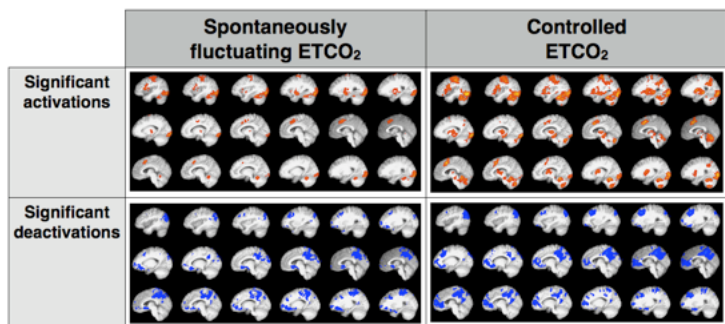 Spontaneously
fluctuating ETCO₂
Controlled
ETCO₂
Significant
activations
Significant
deactivations